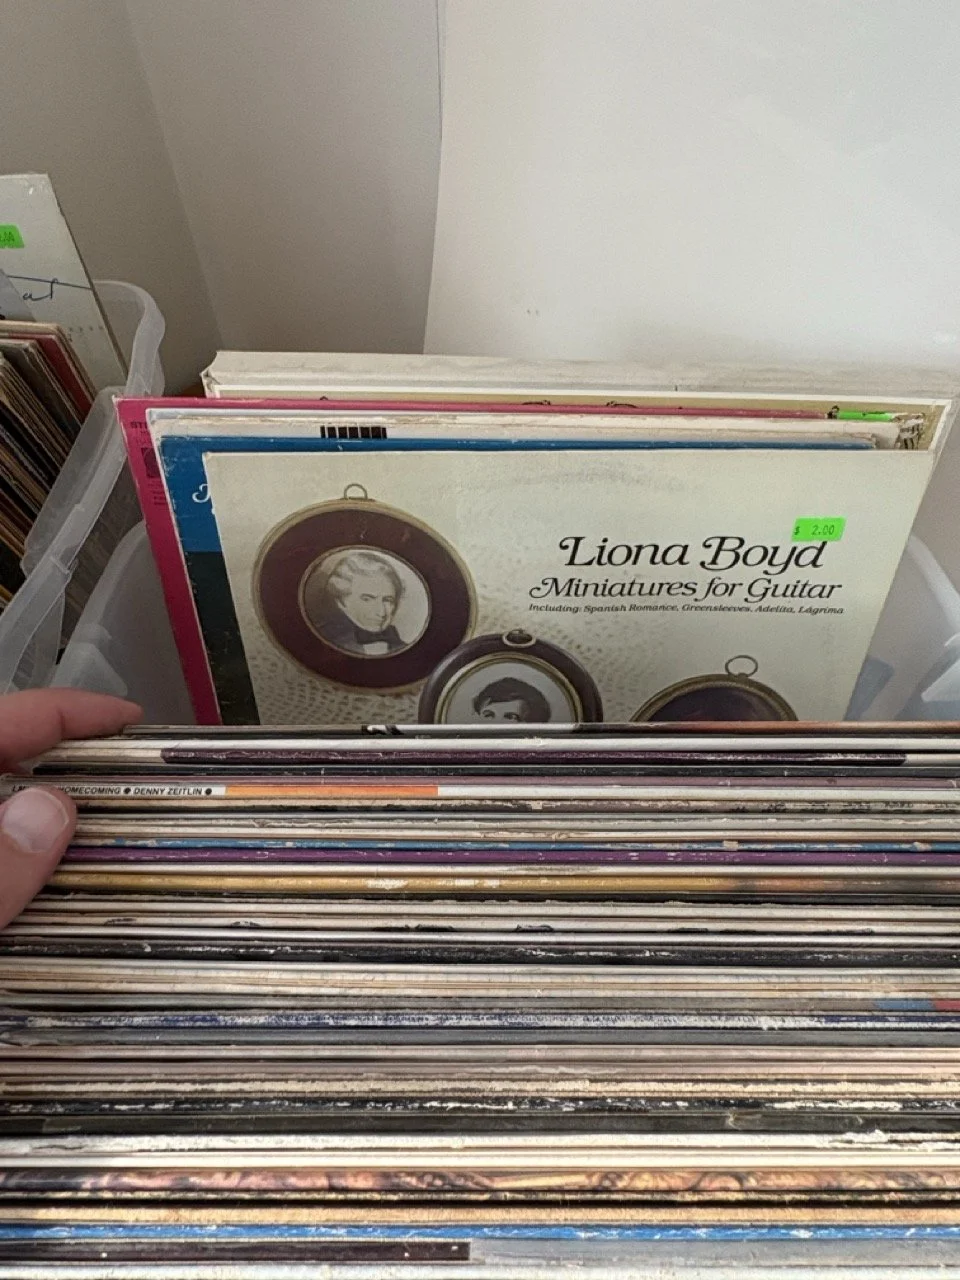 $ 2.00
Liona Boyd
Miniatures for Guitar
Including: Spanish Romance, Greensleeves, Adelita, Lágrima
HOMECOMING ● DENNY ZEITLIN ●